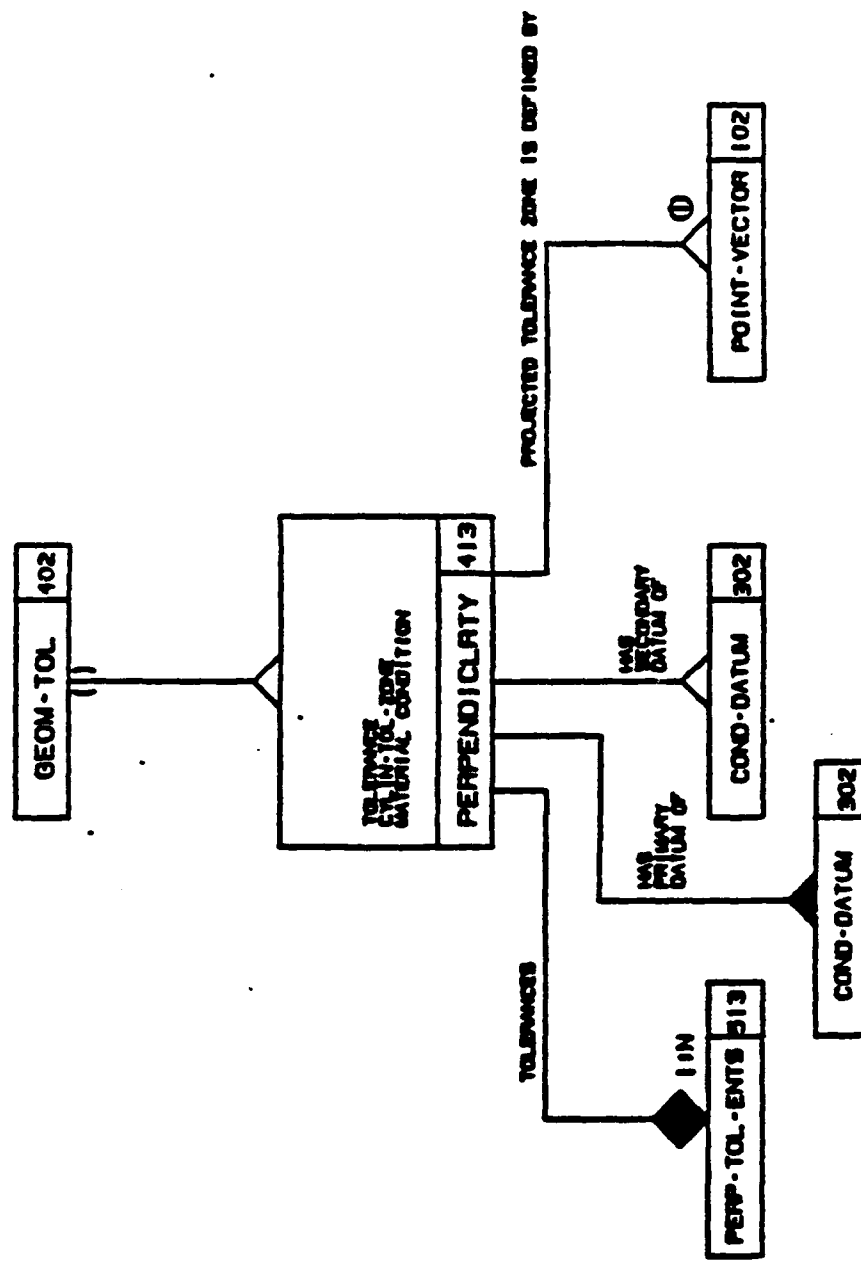 GEOM-TOL 402
TOLERANCE
CYLIN-TOL-ZONE
MATERIAL CONDITION
PERPENDICLRTY 413
TOLERANCES
HAS
PRIMARY
DATUM OF
HAS
SECONDARY
DATUM OF
PROJECTED TOLERANCE ZONE IS DEFINED BY
1
11N
PERP-TOL-ENTS 513
COND-DATUM 302
COND-DATUM 302
POINT-VECTOR 102